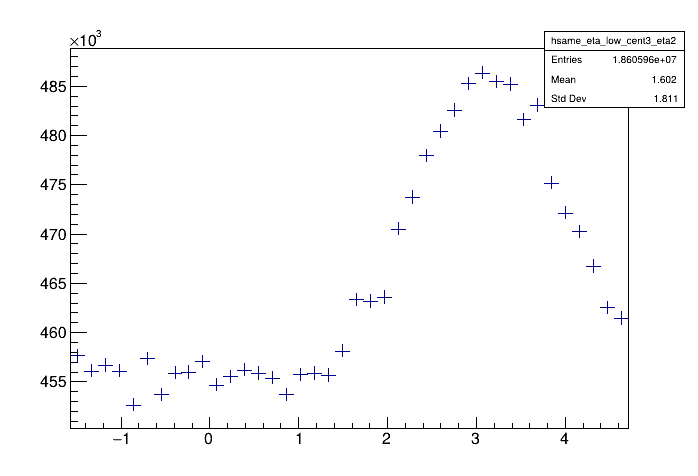 ×10³
hsame_eta_low_cent3_eta2
Entries 1.860596e+07
Mean 1.602
Std Dev 1.811
485
480
475
470
465
460
455
−1 0 1 2 3 4